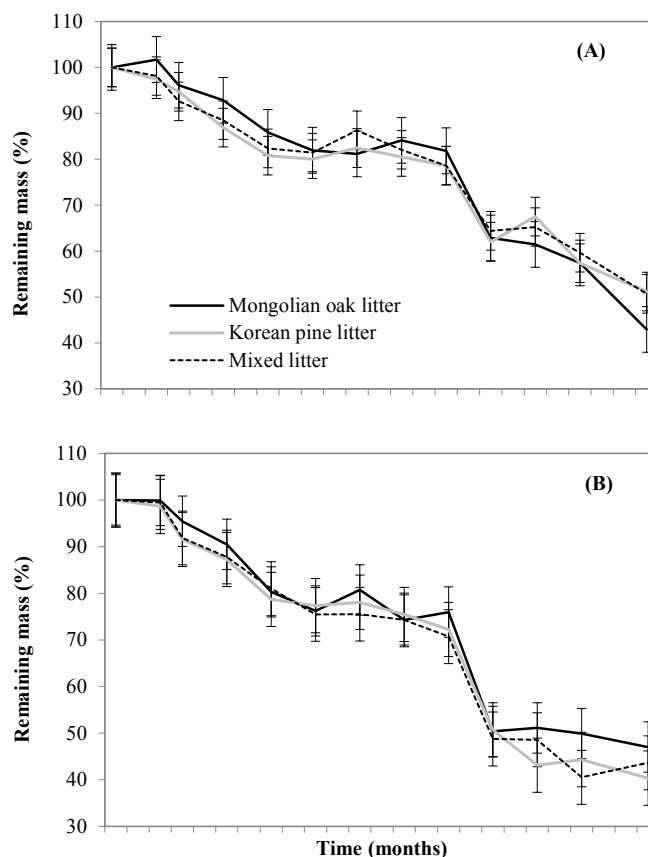 (A)
Remaining mass (%)
110
100
90
80
70
60
50
40
30
Mongolian oak litter
Korean pine litter
Mixed litter
(B)
Remaining mass (%)
110
100
90
80
70
60
50
40
30
Time (months)